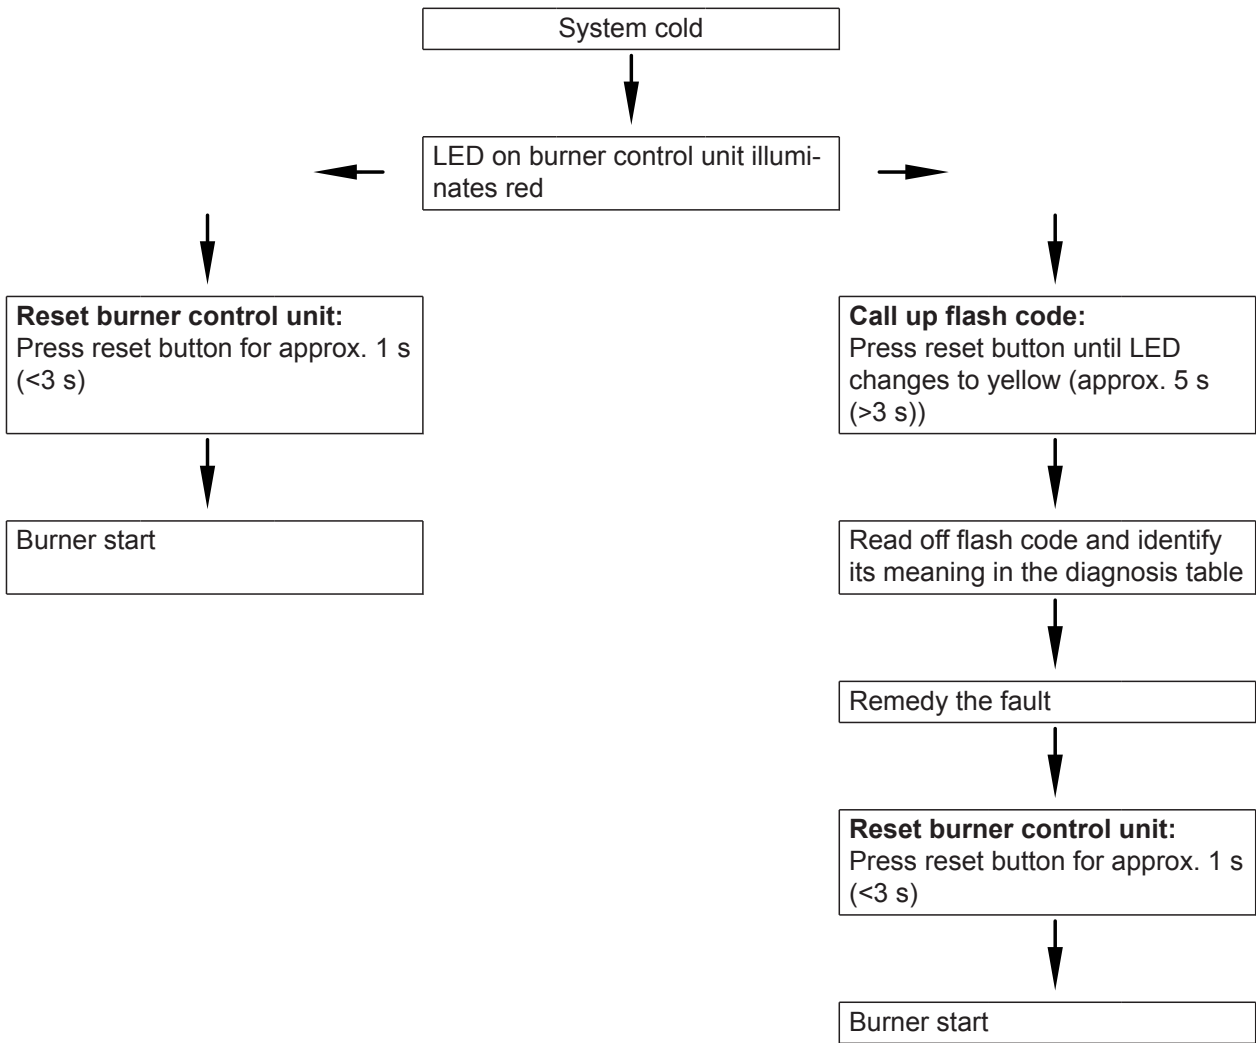 System cold
LED on burner control unit illumi-
nates red
Reset burner control unit:
Press reset button for approx. 1 s
(<3 s)
Burner start
Call up flash code:
Press reset button until LED
changes to yellow (approx. 5 s
(>3 s))
Read off flash code and identify
its meaning in the diagnosis table
Remedy the fault
Reset burner control unit:
Press reset button for approx. 1 s
(<3 s)
Burner start